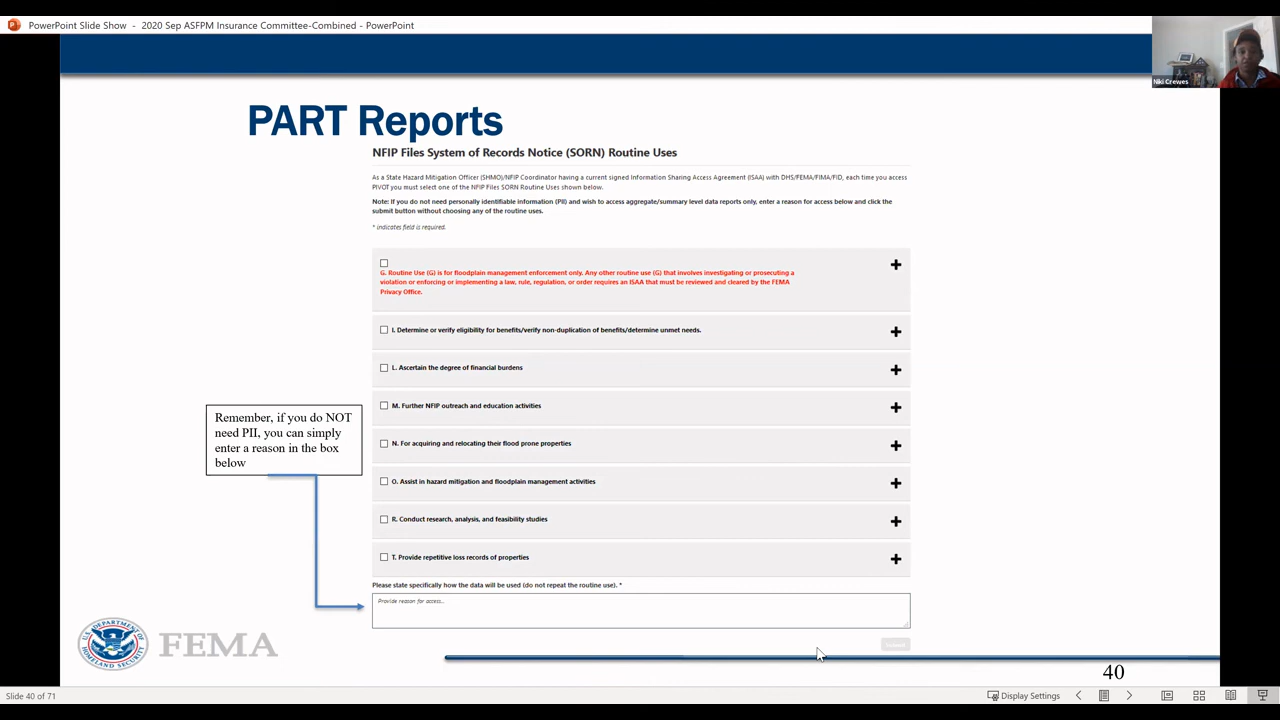 PowerPoint Slide Show - 2020 Sep ASFPM Insurance Committee-Combined - PowerPoint
Niki Crewes
PART Reports
NFIP Files System of Records Notice (SORN) Routine Uses
As a State Hazard Mitigation Officer (SHMO)/NFIP Coordinator having a current signed Information Sharing Access Agreement (ISAA) with DHS/FEMA/FIMA/FID, each time you access
PIVOT you must select one of the NFIP Files SORN Routine Uses shown below.
Note: If you do not need personally identifiable information (PII) and wish to access aggregate/summary level data reports only, enter a reason for access below and click the
submit button without choosing any of the routine uses.
* indicates field is required.
G. Routine Use (G) is for floodplain management enforcement only. Any other routine use (G) that involves investigating or prosecuting a
violation or enforcing or implementing a law, rule, regulation, or order requires an ISAA that must be reviewed and cleared by the FEMA
Privacy Office.
I. Determine or verify eligibility for benefits/verify non-duplication of benefits/determine unmet needs.
L. Ascertain the degree of financial burdens
M. Further NFIP outreach and education activities
N. For acquiring and relocating their flood prone properties
O. Assist in hazard mitigation and floodplain management activities
R. Conduct research, analysis, and feasibility studies
T. Provide repetitive loss records of properties
Remember, if you do NOT
need PII, you can simply
enter a reason in the box
below
Please state specifically how the data will be used (do not repeat the routine use). *
Provide reason for access...
U.S. DEPARTMENT OF
HOMELAND SECURITY
FEMA
40
Slide 40 of 71
Display Settings